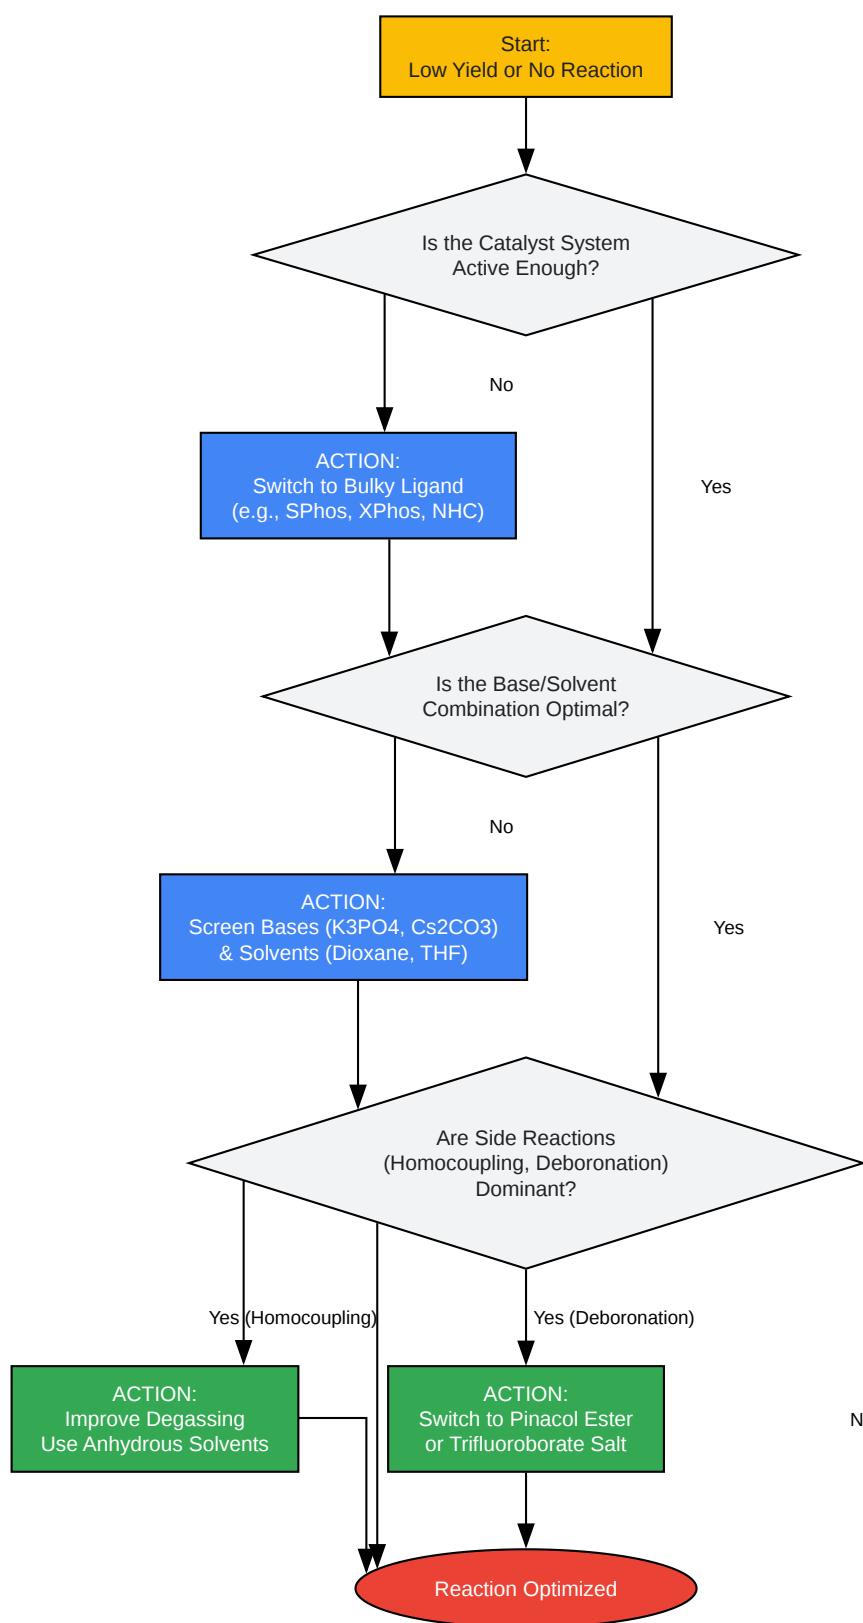 Start:
Low Yield or No Reaction
Is the Catalyst System
Active Enough?
No
ACTION:
Switch to Bulky Ligand
(e.g., SPhos, XPhos, NHC)
Yes
Is the Base/Solvent
Combination Optimal?
No
ACTION:
Screen Bases (K3PO4, Cs2CO3)
& Solvents (Dioxane, THF)
Yes
Are Side Reactions
(Homocoupling, Deboronation)
Dominant?
Yes (Homocoupling)
Yes (Deboronation)
ACTION:
Improve Degassing
Use Anhydrous Solvents
ACTION:
Switch to Pinacol Ester
or Trifluoroborate Salt
N
Reaction Optimized